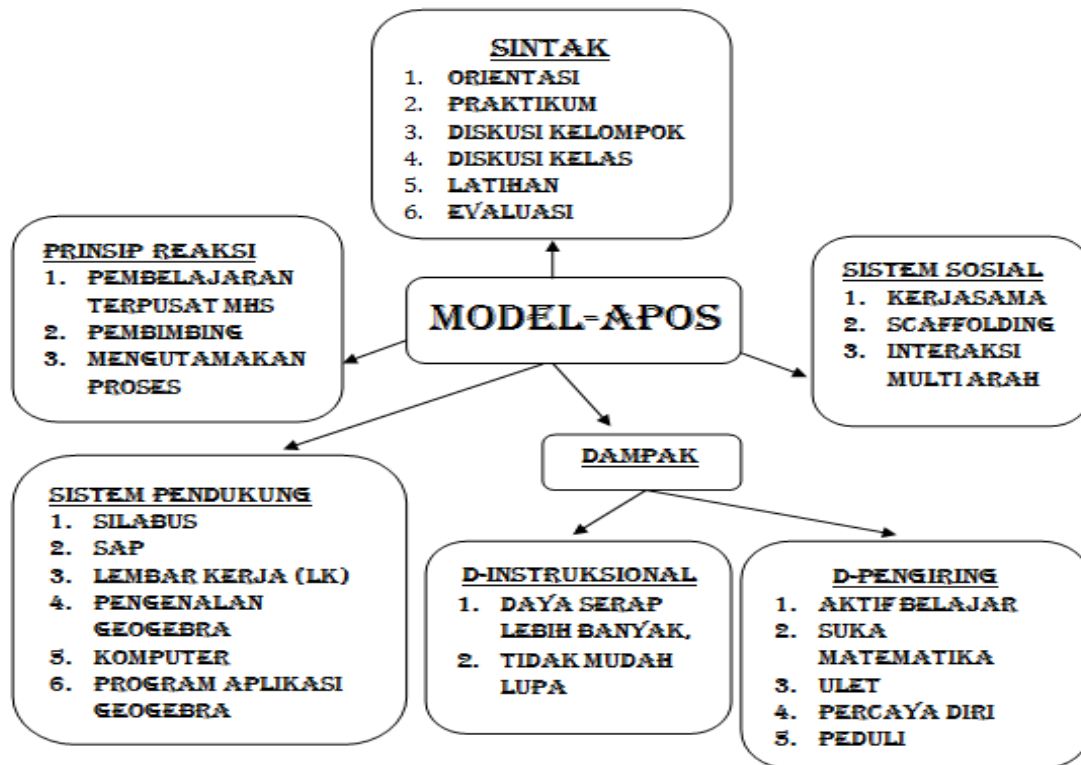 SINTAK
1. ORIENTASI
2. PRAKTIKUM
3. DISKUSI KELOMPOK
4. DISKUSI KELAS
5. LATIHAN
6. EVALUASI
PRINSIP REAKSI
1. PEMBELAJARAN
TERPUSAT MHS
2. PEMBIMBING
3. MENGUTAMAKAN
PROSES
MODEL-APOS
SISTEM SOSIAL
1. KERJASAMA
2. SCAFFOLDING
3. INTERAKSI
MULTI ARAH
DAMPAK
SISTEM PENDUKUNG
1. SILABUS
2. SAP
3. LEMBAR KERJA (LK)
4. PENGENALAN
GEOGEBRA
5. KOMPUTER
6. PROGRAM APLIKASI
GEOGEBRA
D-INSTRUKSIONAL
1. DAYA SERAP
LEBIH BANYAK,
2. TIDAK MUDAH
LUPA
D-PENGIRING
1. AKTIF BELAJAR
2. SUKA
MATEMATIKA
3. ULET
4. PERCAYA DIRI
5. PEDULI